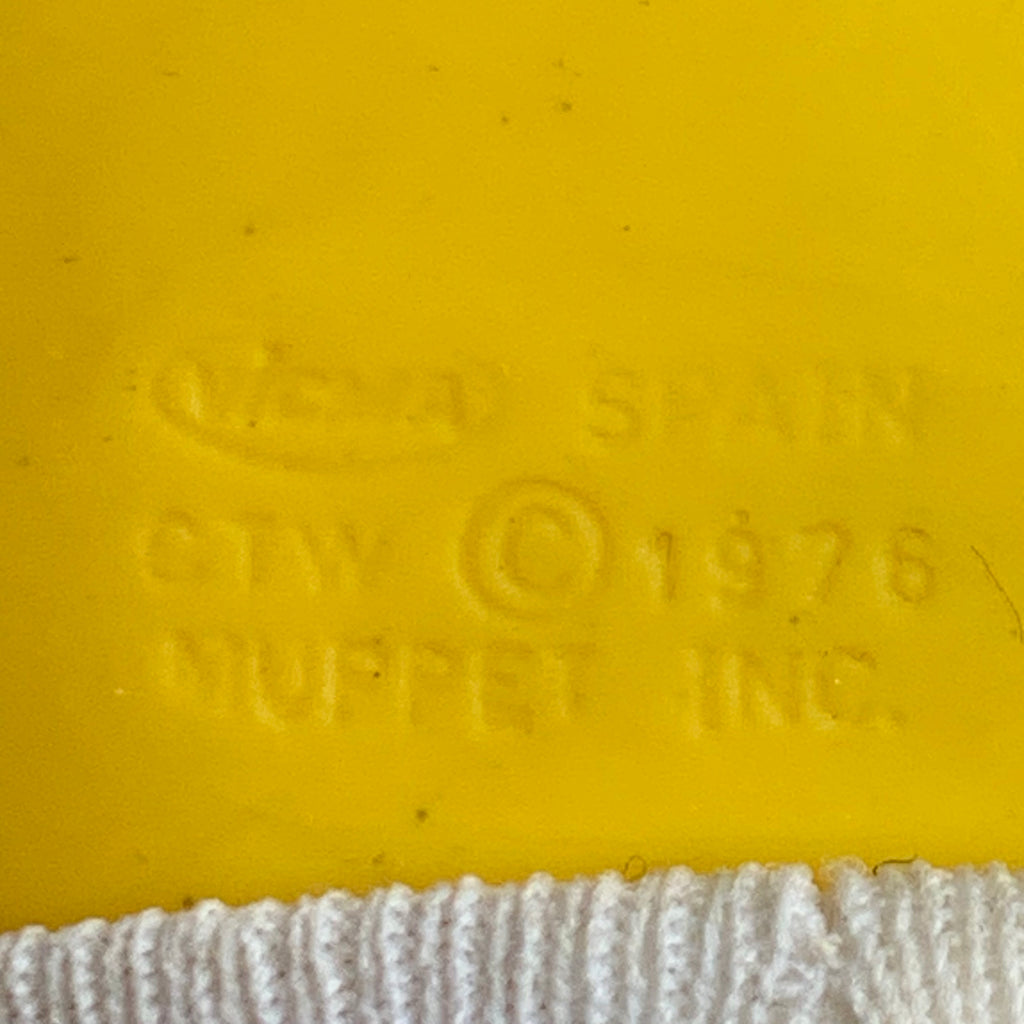 SPAIN
CTW © 1976
MUPPET INC.